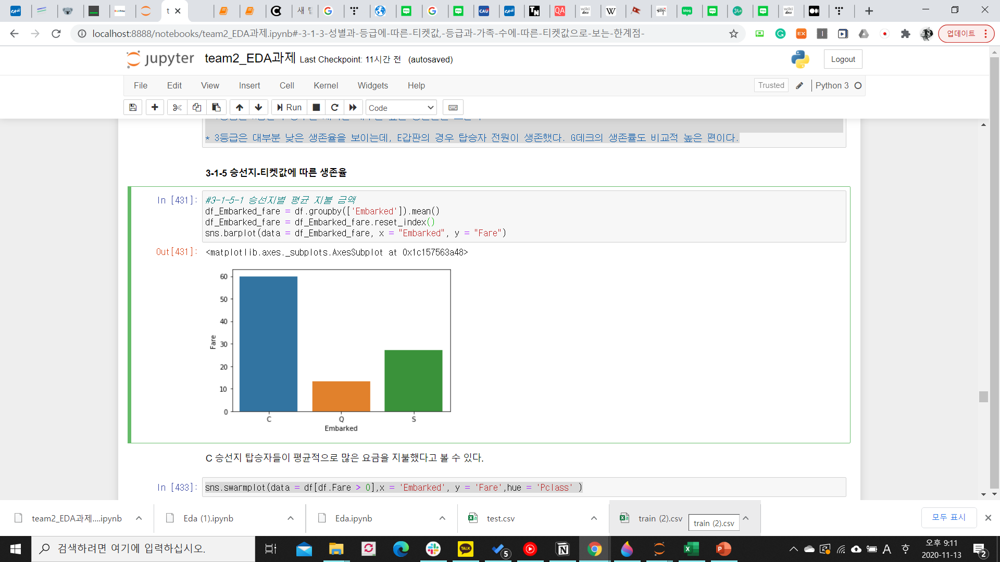 t
새 탭
localhost:8888/notebooks/team2_EDA과제.ipynb#-3-1-3-성별과-등급에-따른-티켓값,-등급과-가족-수에-따른-티켓값으로-보는-한계점-
업데이트
jupyter team2_EDA과제 Last Checkpoint: 11시간 전 (autosaved)
Logout
File Edit View Insert Cell Kernel Widgets Help
Trusted Python 3
Run Code
* 3등급은 대부분 낮은 생존율을 보이는데, E갑판의 경우 탑승자 전원이 생존했다. G데크의 생존률도 비교적 높은 편이다.
3-1-5 승선지-티켓값에 따른 생존율
In [431]:
#3-1-5-1 승선지별 평균 지불 금액
df_Embarked_fare = df.groupby(['Embarked']).mean()
df_Embarked_fare = df_Embarked_fare.reset_index()
sns.barplot(data = df_Embarked_fare, x = "Embarked", y = "Fare")
Out[431]: <matplotlib.axes._subplots.AxesSubplot at 0x1c157563a48>
60
50
40
30
20
10
0
Fare
C Q S
Embarked
C 승선지 탑승자들이 평균적으로 많은 요금을 지불했다고 볼 수 있다.
In [433]: sns.swarmplot(data = df[df.Fare > 0],x = 'Embarked', y = 'Fare',hue = 'Pclass' )
team2_EDA과제....ipynb
Eda (1).ipynb
Eda.ipynb
test.csv
train (2).csv
train (2).csv
모두 표시
검색하려면 여기에 입력하십시오.
TALK
5
A
오후 9:11
2020-11-13
2